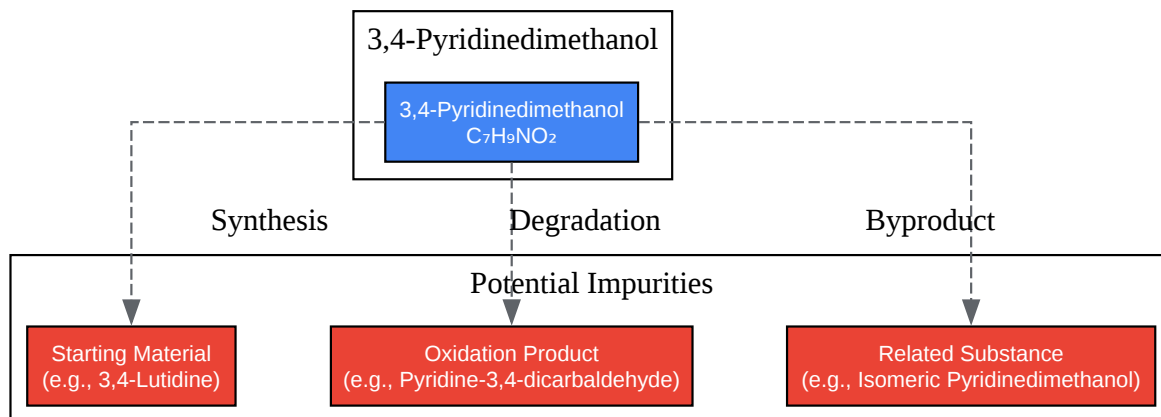 3,4-Pyridinedimethanol
3,4-Pyridinedimethanol
C₇H₉NO₂
Synthesis
Degradation
Byproduct
Potential Impurities
Starting Material
(e.g., 3,4-Lutidine)
Oxidation Product
(e.g., Pyridine-3,4-dicarbaldehyde)
Related Substance
(e.g., Isomeric Pyridinedimethanol)